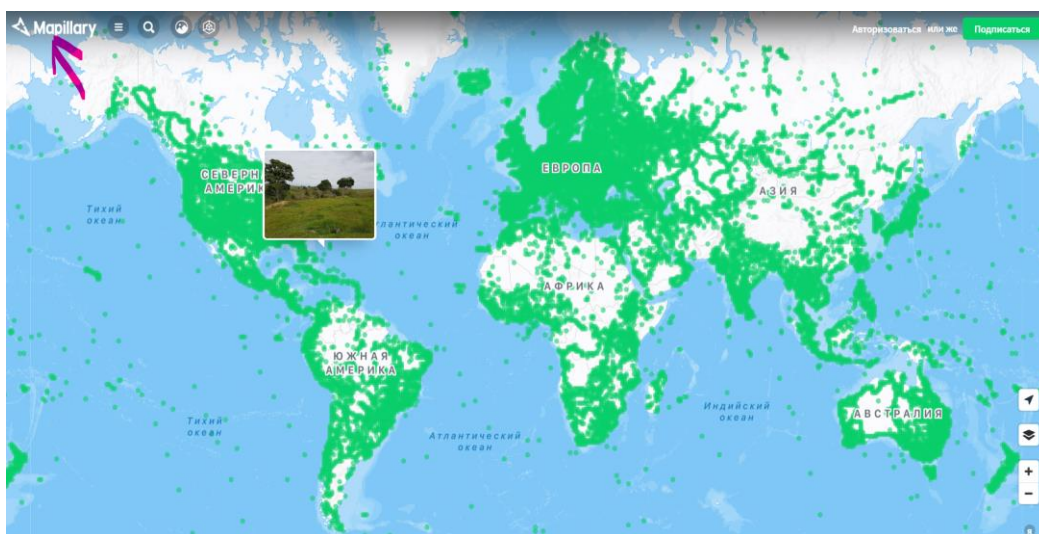 Mapillary
Авторизоваться или же Подписаться
СЕВЕРН
АМЕРИК
ЕВРОПА
АЗИЯ
Тихий
океан
тлантический
океан
АФРИКА
ЮЖНАЯ
АМЕРИКА
Индийский
океан
АВСТРАЛИЯ
Тихий
океан
Атлантический
океан